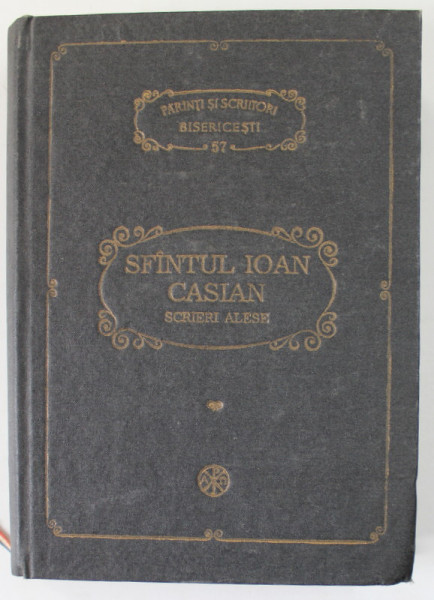 PĂRINȚI ȘI SCRIITORI
BISERICEȘTI
57
SFÎNTUL IOAN
CASIAN
SCRIERI ALESE